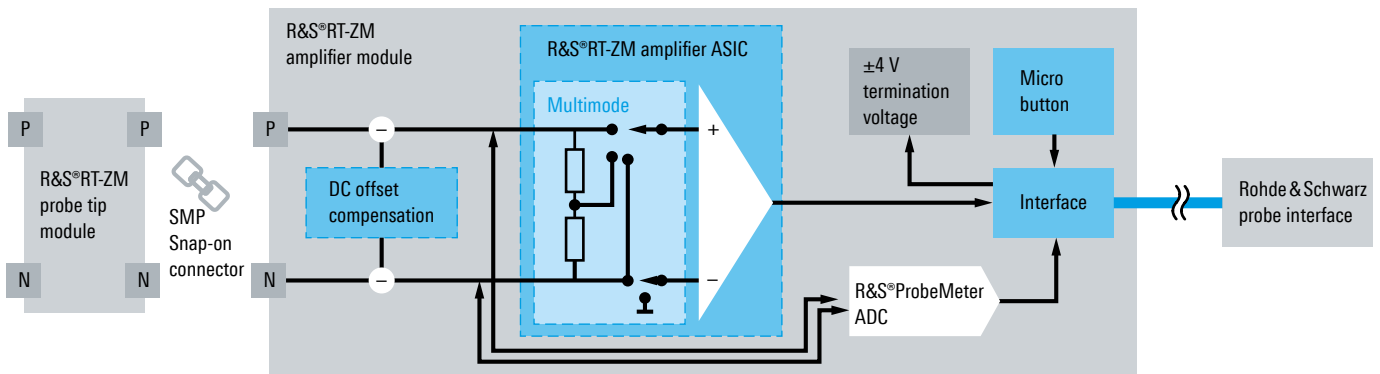 R&S®RT-ZM
amplifier module
R&S®RT-ZM amplifier ASIC
Multimode
±4 V
termination
voltage
Micro
button
P
P
P
R&S®RT-ZM
probe tip
module
SMP
Snap-on
connector
N
N
N
–
DC offset
compensation
–
+
–
Interface
Rohde & Schwarz
probe interface
R&S®ProbeMeter
ADC